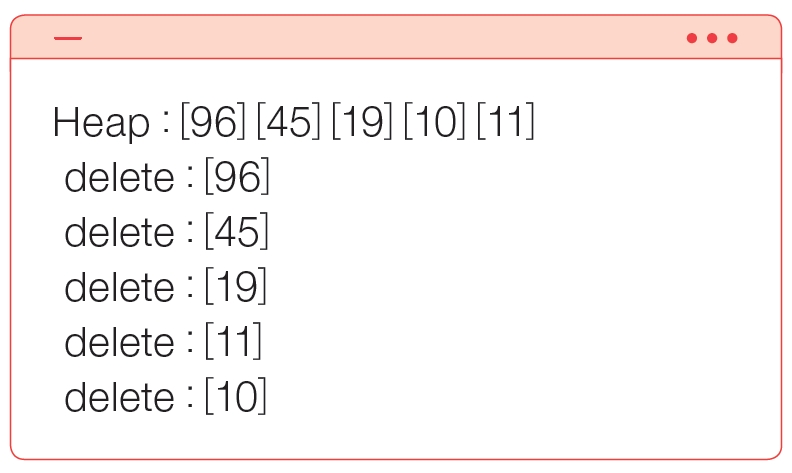 Heap : [96] [45] [19] [10] [11]
delete : [96]
delete : [45]
delete : [19]
delete : [11]
delete : [10]